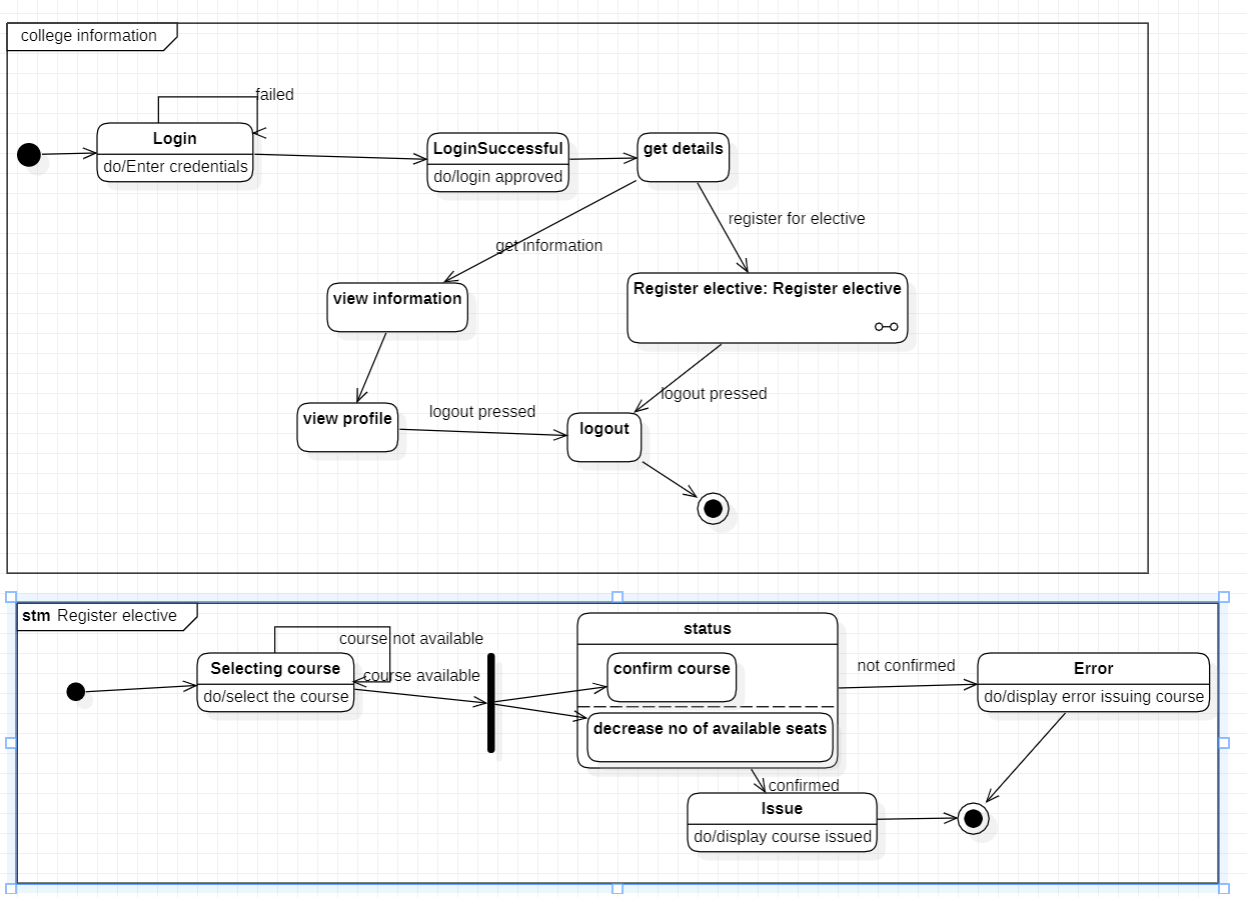 college information
failed
Login
do/Enter credentials
LoginSuccessful
do/login approved
get details
register for elective
get information
view information
Register elective: Register elective
view profile
logout pressed
logout pressed
logout
stm Register elective
course not available
Selecting course
do/select the course
course available
status
confirm course
decrease no of available seats
not confirmed
Error
do/display error issuing course
confirmed
Issue
do/display course issued